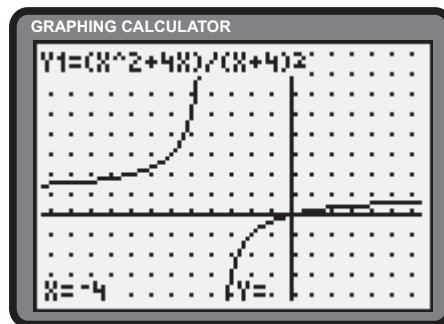 GRAPHING CALCULATOR
Y1=(X^2+4X)/(X+4)²
X=-4 Y=